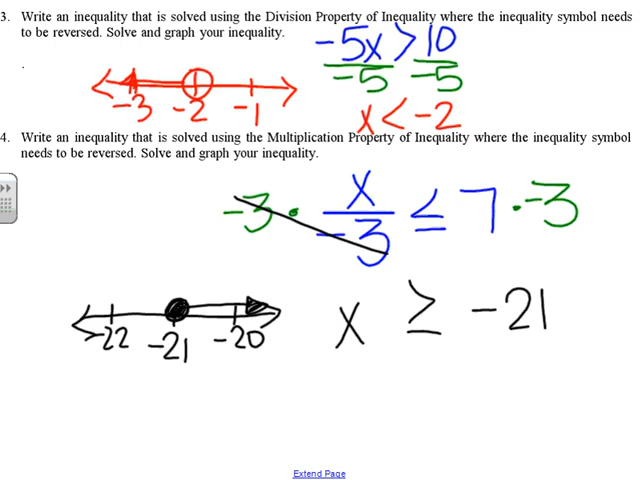 3. Write an inequality that is solved using the Division Property of Inequality where the inequality symbol needs
to be reversed. Solve and graph your inequality.
-5x > 10
-5 -5
-3 -2 -1
x < -2
4. Write an inequality that is solved using the Multiplication Property of Inequality where the inequality symbol
needs to be reversed. Solve and graph your inequality.
-3 · x/-3 ≤ 7 · -3
-22 -21 -20
x ≥ -21
Extend Page